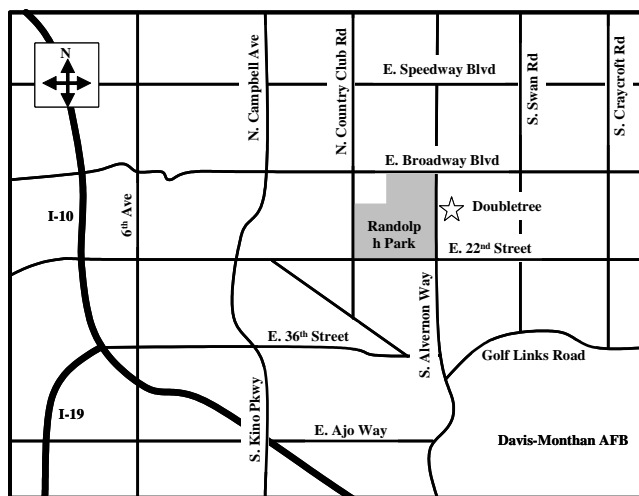 N
N. Campbell Ave
N. Country Club Rd
E. Speedway Blvd
S. Swan Rd
S. Craycroft Rd
E. Broadway Blvd
I-10
6th Ave
Doubletree
Randolp
h Park
E. 22nd Street
S. Alvernon Way
E. 36th Street
Golf Links Road
I-19
S. Kino Pkwy
E. Ajo Way
Davis-Monthan AFB